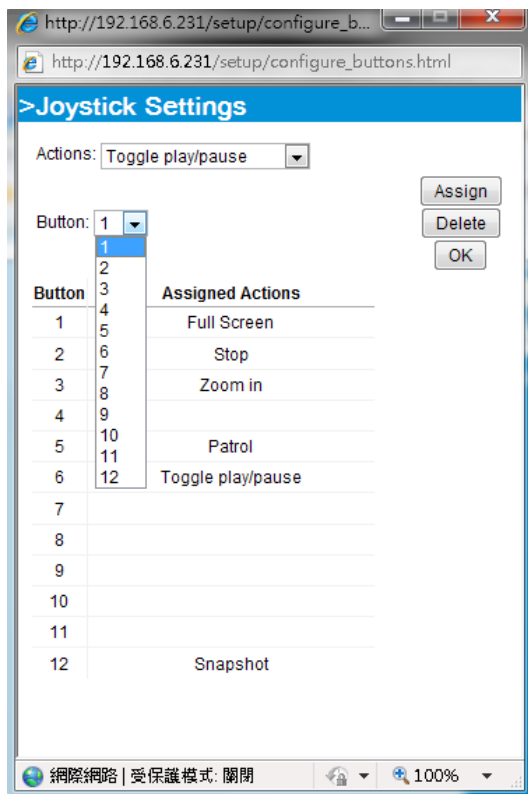 http://192.168.6.231/setup/configure_b...
http://192.168.6.231/setup/configure_buttons.html
>Joystick Settings
Actions: Toggle play/pause
Assign
Button: 1
Delete
OK
1
2
3
4
5
6
7
8
9
10
11
12
Button Assigned Actions
1 Full Screen
2 Stop
3 Zoom in
4
5 Patrol
6 Toggle play/pause
7
8
9
10
11
12 Snapshot
網際網路 | 受保護模式: 關閉 100%